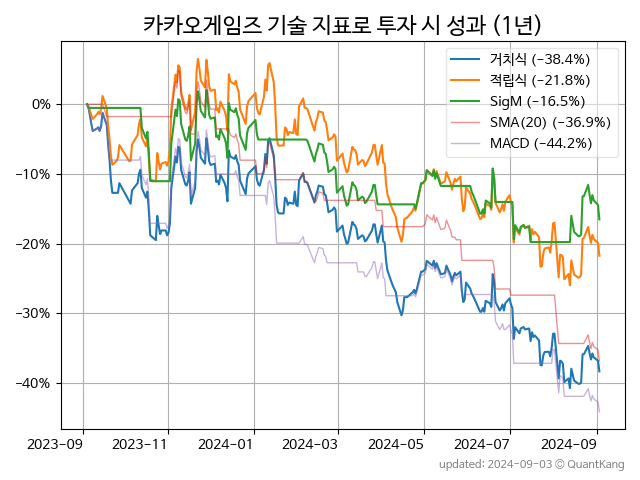 카카오게임즈 기술 지표로 투자 시 성과 (1년)
거치식 (−38.4%)
적립식 (−21.8%)
SigM (−16.5%)
SMA(20) (−36.9%)
MACD (−44.2%)
0%
−10%
−20%
−30%
−40%
2023-09 2023-11 2024-01 2024-03 2024-05 2024-07 2024-09
updated: 2024-09-03 © QuantKang